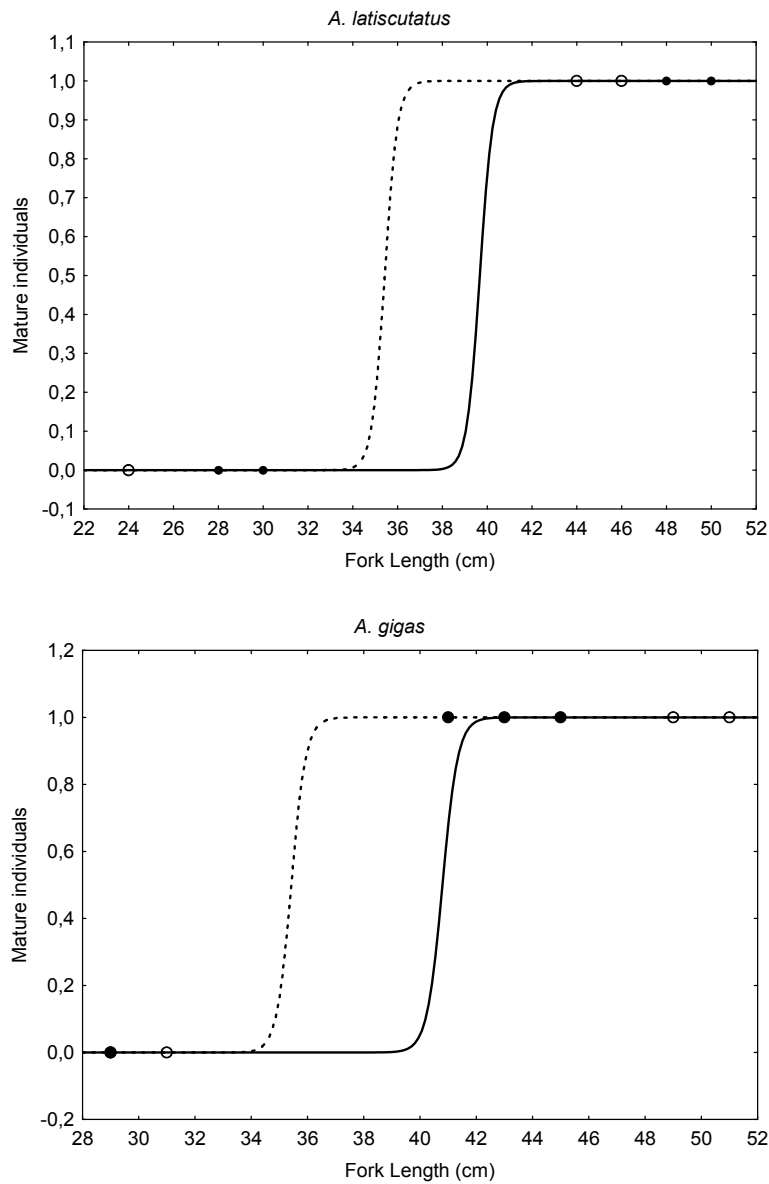 A. latiscutatus
1,1
1,0
0,9
0,8
0,7
0,6
0,5
0,4
0,3
0,2
0,1
0,0
-0,1
Mature individuals
22 24 26 28 30 32 34 36 38 40 42 44 46 48 50 52
Fork Length (cm)
A. gigas
1,2
1,0
0,8
0,6
0,4
0,2
0,0
-0,2
Mature individuals
28 30 32 34 36 38 40 42 44 46 48 50 52
Fork Length (cm)